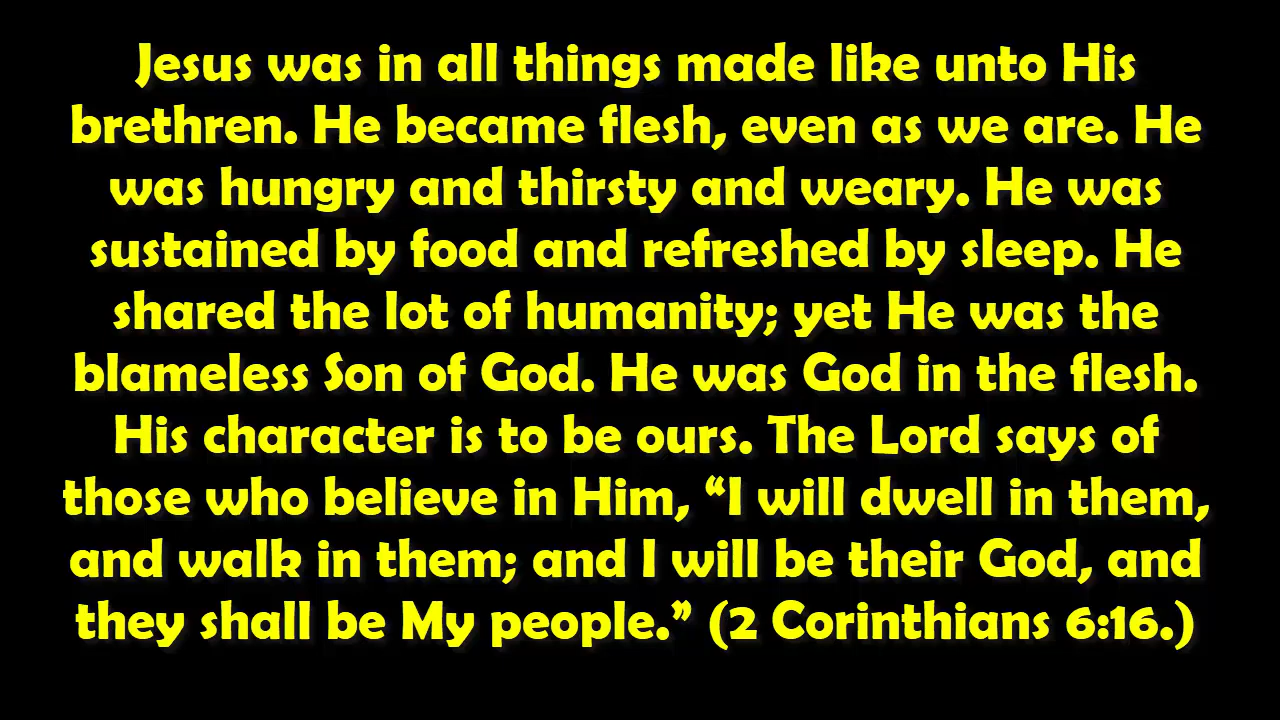 Jesus was in all things made like unto His
brethren. He became flesh, even as we are. He
was hungry and thirsty and weary. He was
sustained by food and refreshed by sleep. He
shared the lot of humanity; yet He was the
blameless Son of God. He was God in the flesh.
His character is to be ours. The Lord says of
those who believe in Him, “I will dwell in them,
and walk in them; and I will be their God, and
they shall be My people.” (2 Corinthians 6:16.)